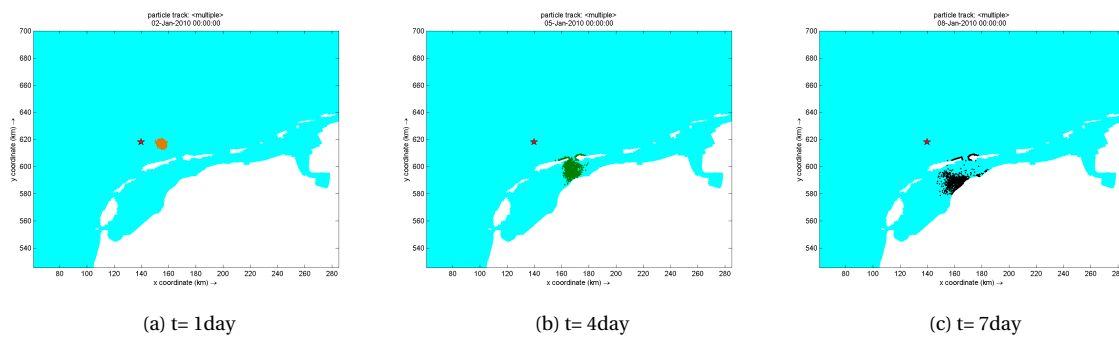 particle track: <multiple>
02-Jan-2010 00:00:00
700
680
660
640
620
600
580
560
540
y coordinate (km) →
80 100 120 140 160 180 200 220 240 260 280
x coordinate (km) →
(a) t= 1day
particle track: <multiple>
05-Jan-2010 00:00:00
700
680
660
640
620
600
580
560
540
y coordinate (km) →
80 100 120 140 160 180 200 220 240 260 280
x coordinate (km) →
(b) t= 4day
particle track: <multiple>
08-Jan-2010 00:00:00
700
680
660
640
620
600
580
560
540
y coordinate (km) →
80 100 120 140 160 180 200 220 240 260 280
x coordinate (km) →
(c) t= 7day